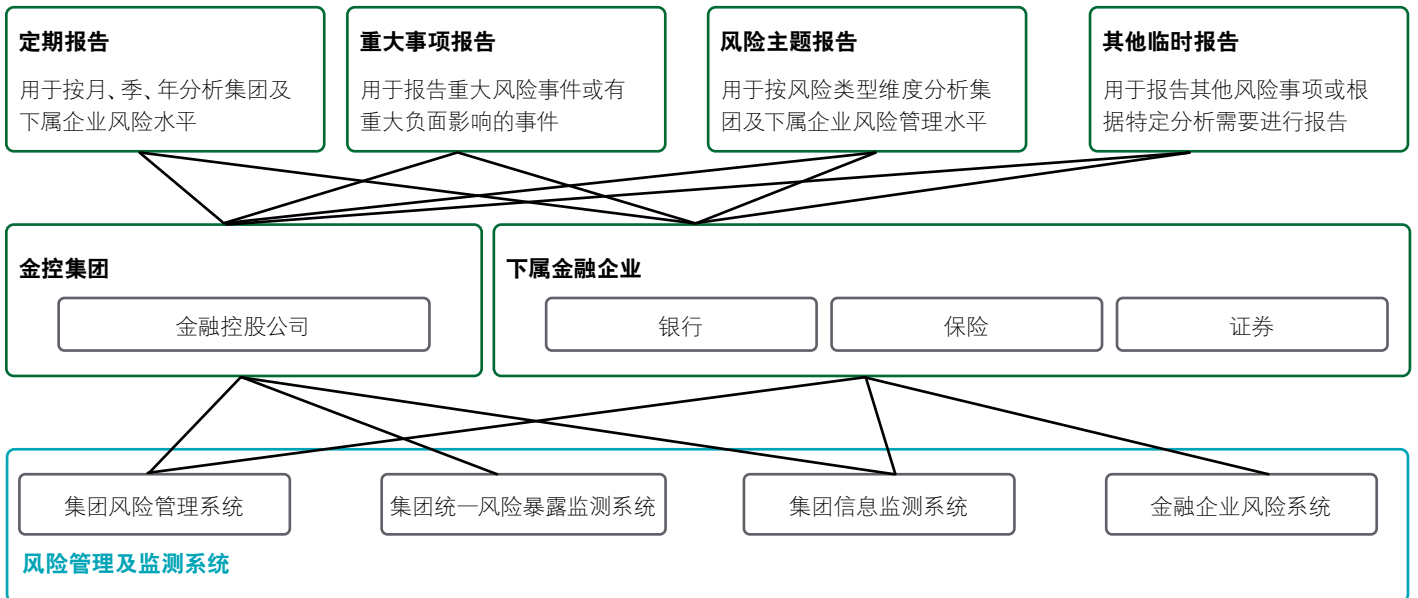 定期报告
用于按月、季、年分析集团及
下属企业风险水平
重大事项报告
用于报告重大风险事件或有
重大负面影响的事件
风险主题报告
用于按风险类型维度分析集
团及下属企业风险管理水平
其他临时报告
用于报告其他风险事项或根
据特定分析需要进行报告
金控集团
金融控股公司
下属金融企业
银行
保险
证券
集团风险管理系统
集团统一风险暴露监测系统
集团信息监测系统
金融企业风险系统
风险管理及监测系统